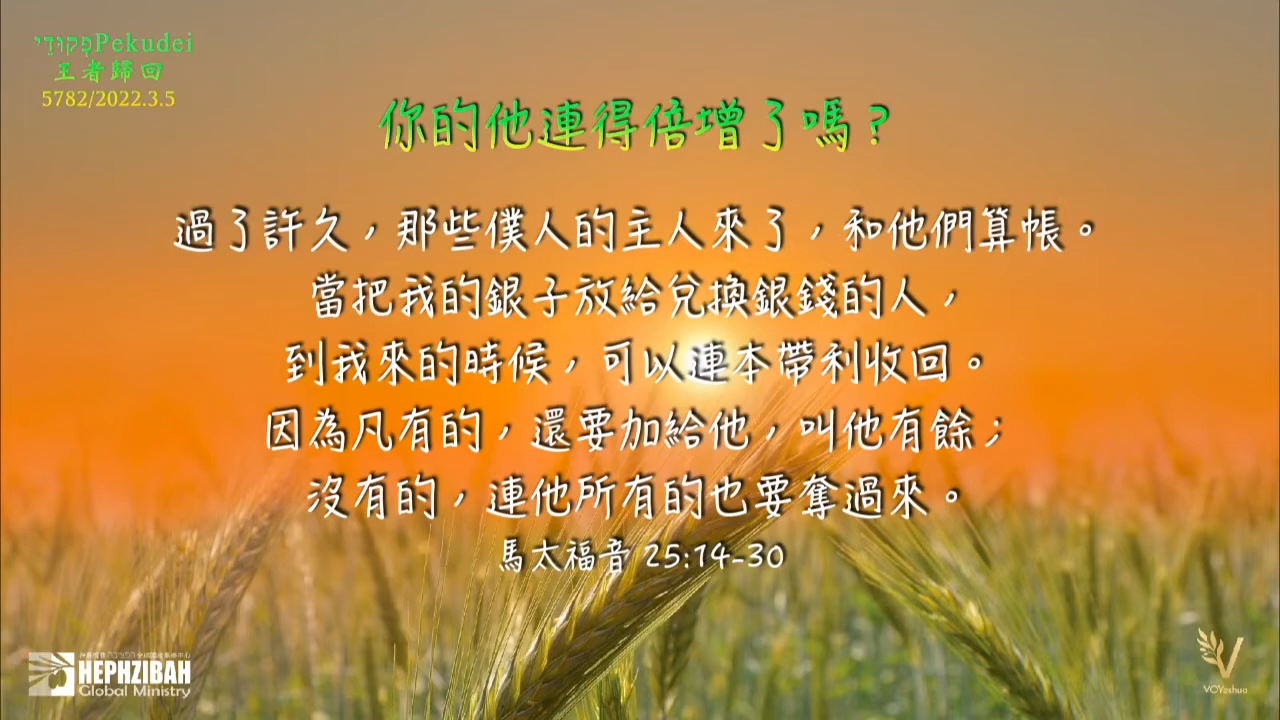 פְקוּדֵיPekudei
王者歸回
5782/2022.3.5
你的他連得倍增了嗎？
過了許久，那些僕人的主人來了，和他們算帳。
當把我的銀子放給兌換銀錢的人，
到我來的時候，可以連本帶利收回。
因為凡有的，還要加給他，叫他有餘；
沒有的，連他所有的也要奪過來。
馬太福音 25:14-30
HEPHZIBAH
Global Ministry
VOYeshua